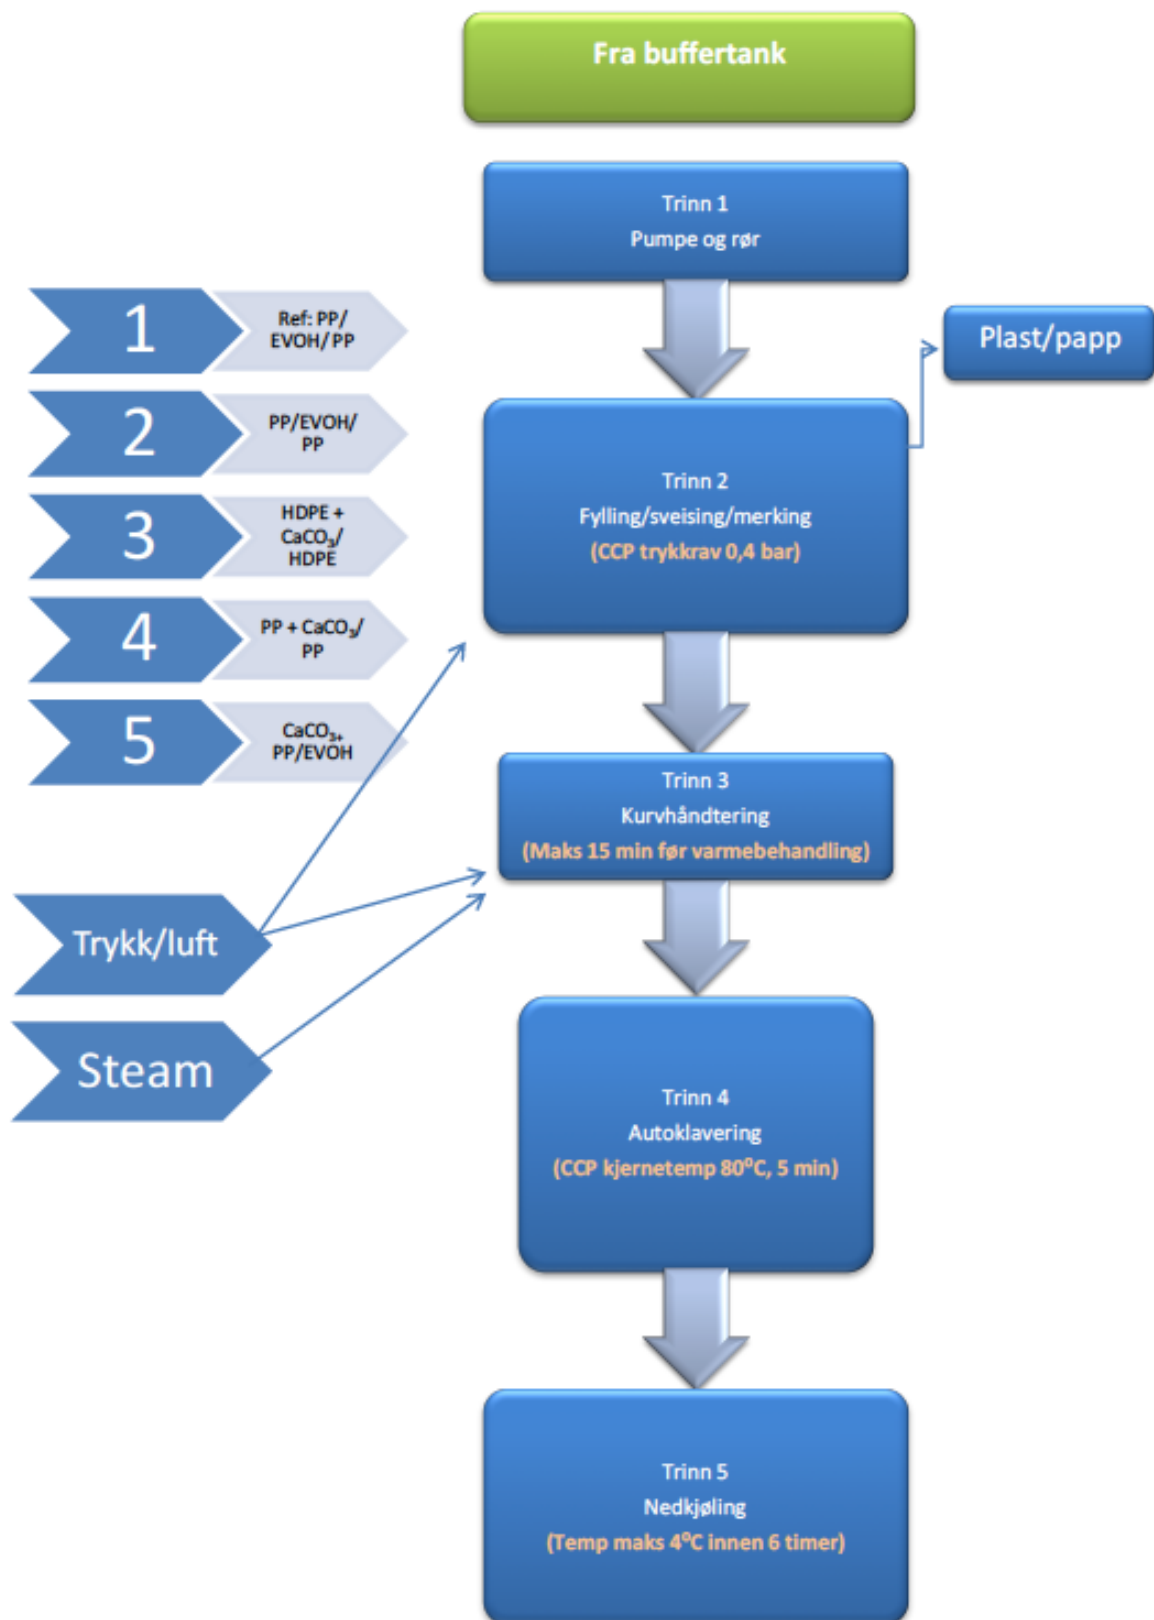 Fra buffertank
Trinn 1
Pumpe og rør
1
Ref: PP/
EVOH/ PP
Plast/papp
2
PP/EVOH/
PP
Trinn 2
Fylling/sveising/merking
(CCP trykkrav 0,4 bar)
3
HDPE +
CaCO₃/
HDPE
4
PP + CaCO₃/
PP
5
CaCO₃₊
PP/EVOH
Trinn 3
Kurvhåndtering
(Maks 15 min før varmebehandling)
Trykk/luft
Steam
Trinn 4
Autoklavering
(CCP kjernetemp 80⁰C, 5 min)
Trinn 5
Nedkjøling
(Temp maks 4⁰C innen 6 timer)